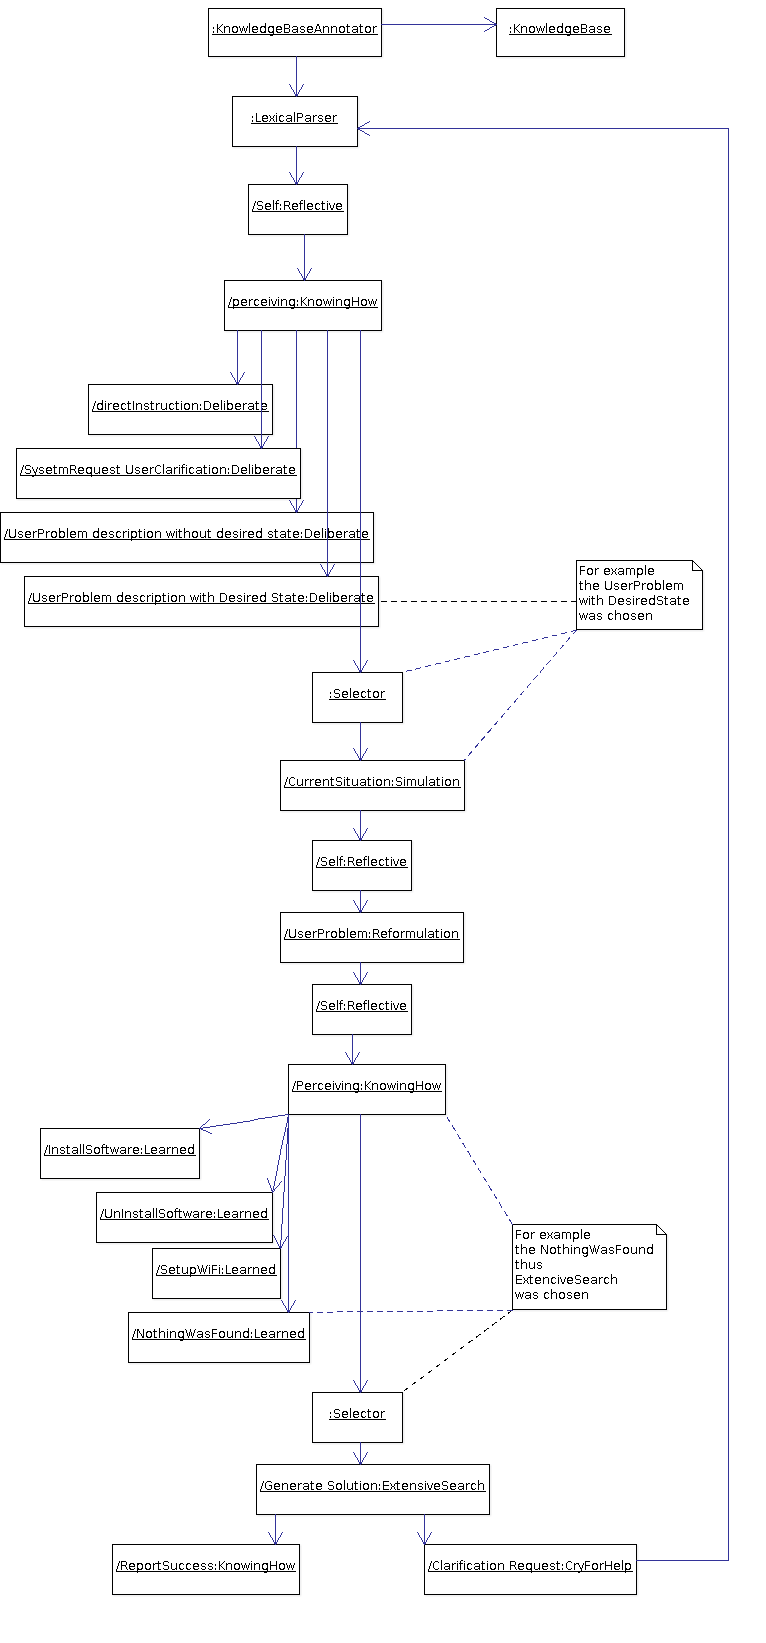 :KnowledgeBaseAnnotator
:KnowledgeBase
:LexicalParser
/Self:Reflective
/perceiving:KnowingHow
/directInstruction:Deliberate
/SysetmRequest UserClarification:Deliberate
/UserProblem description without desired state:Deliberate
/UserProblem description with Desired State:Deliberate
For example
the UserProblem
with DesiredState
was chosen
:Selector
/CurrentSituation:Simulation
/Self:Reflective
/UserProblem:Reformulation
/Self:Reflective
/Perceiving:KnowingHow
/InstallSoftware:Learned
/UnInstallSoftware:Learned
/SetupWiFi:Learned
/NothingWasFound:Learned
For example
the NothingWasFound
thus
ExtenciveSearch
was chosen
:Selector
/Generate Solution:ExtensiveSearch
/ReportSuccess:KnowingHow
/Clarification Request:CryForHelp